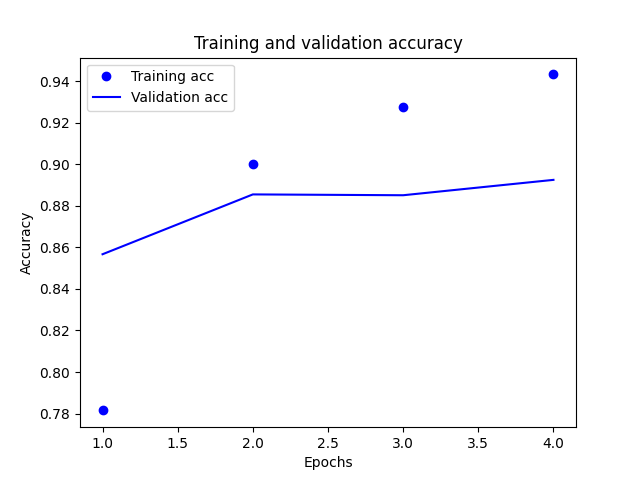 Training and validation accuracy
Training acc
Validation acc
0.94
0.92
0.90
0.88
0.86
0.84
0.82
0.80
0.78
Accuracy
1.0 1.5 2.0 2.5 3.0 3.5 4.0
Epochs